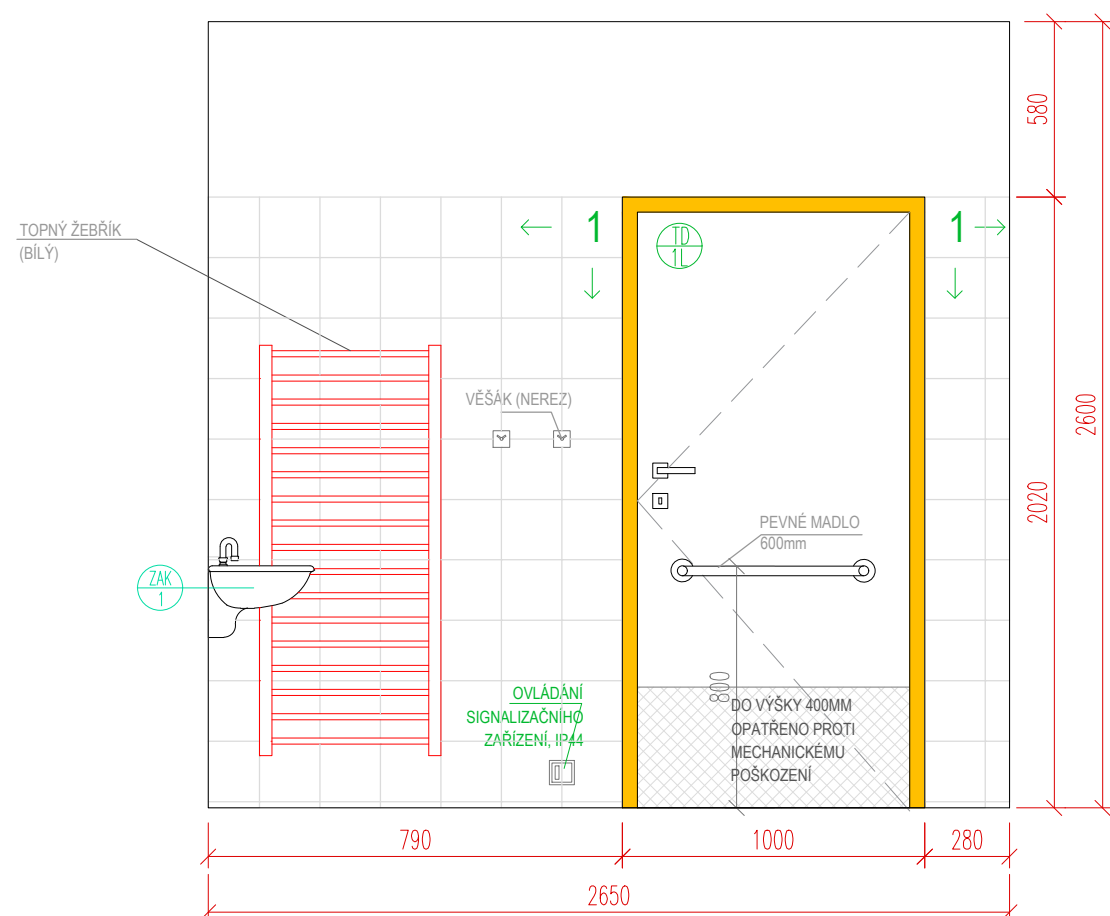 580
TOPNÝ ŽEBŘÍK
(BÍLÝ)
1
TD
1L
1
2600
VĚŠÁK (NEREZ)
2020
PEVNÉ MADLO
600mm
ZAK
1
800
OVLÁDÁNÍ
SIGNALIZAČNÍHO
ZAŘÍZENÍ, IP44
DO VÝŠKY 400MM
OPATŘENO PROTI
MECHANICKÉMU
POŠKOZENÍ
790
1000
280
2650